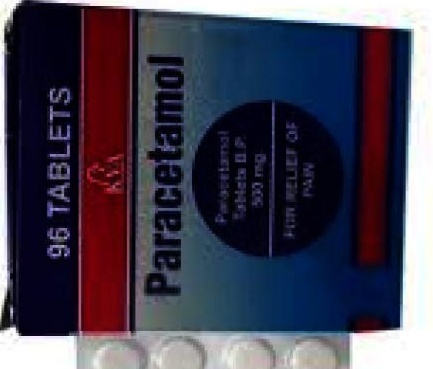 96 TABLETS
Paracetamol
Paracetamol
Tablets B.P.
500 mg
FOR RELIEF OF
PAIN